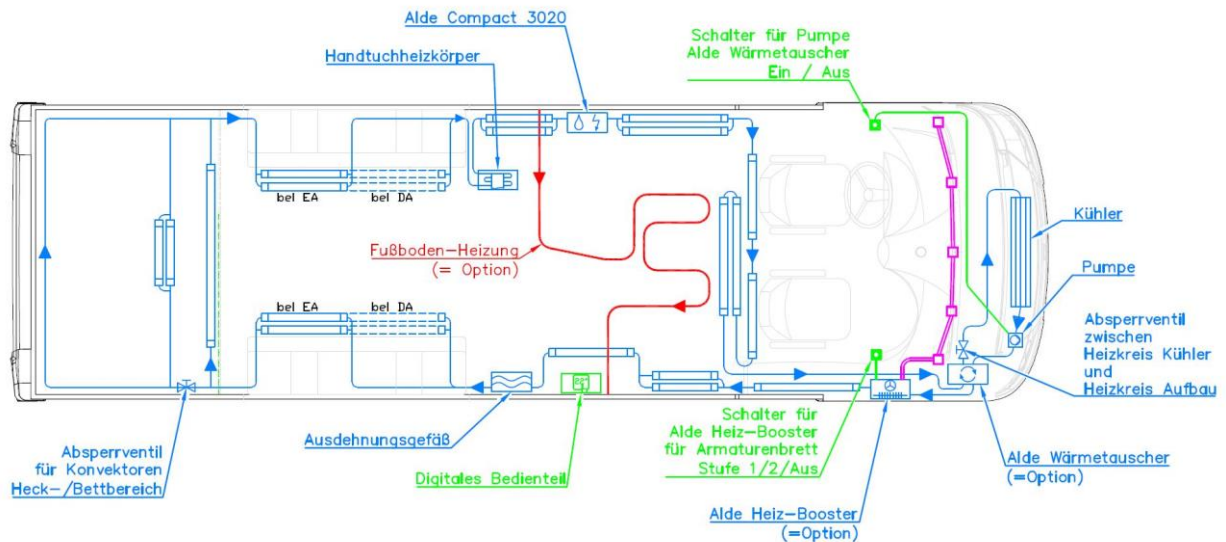 Alde Compact 3020
Handtuchheizkörper
Schalter für Pumpe
Alde Wärmetauscher
Ein / Aus
bei EA
bei DA
Fußboden-Heizung
(= Option)
Kühler
Pumpe
bei EA
bei DA
Absperrventil
zwischen
Heizkreis Kühler
und
Heizkreis Aufbau
Absperrventil
für Konvektoren
Heck-/Bettbereich
Ausdehnungsgefäß
Digitales Bedienteil
Schalter für
Alde Heiz-Booster
für Armaturenbrett
Stufe 1/2/Aus
Alde Heiz-Booster
(=Option)
Alde Wärmetauscher
(=Option)